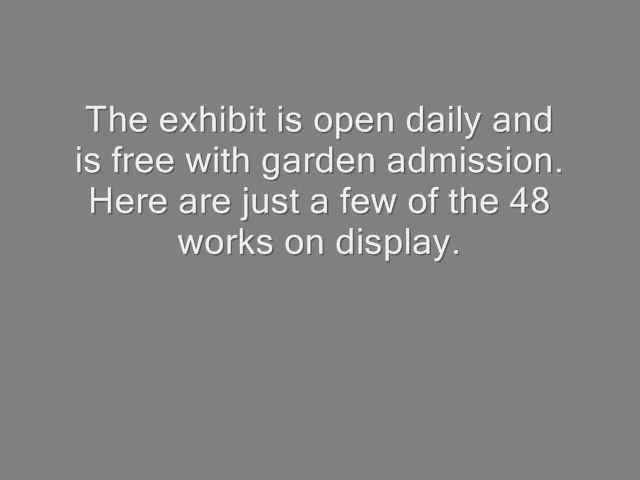 The exhibit is open daily and
is free with garden admission.
Here are just a few of the 48
works on display.